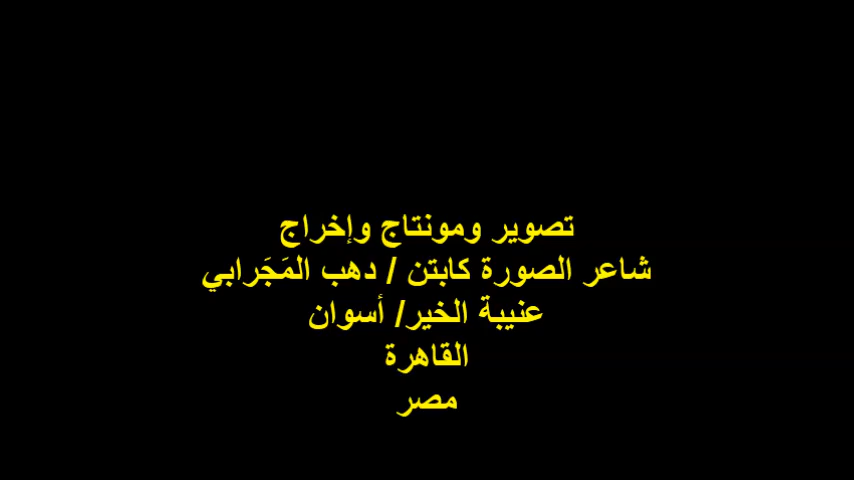 تصوير ومونتاج وإخراج
شاعر الصورة كابتن / دهب المَجَرابي
عنيبة الخير/ أسوان
القاهرة
مصر